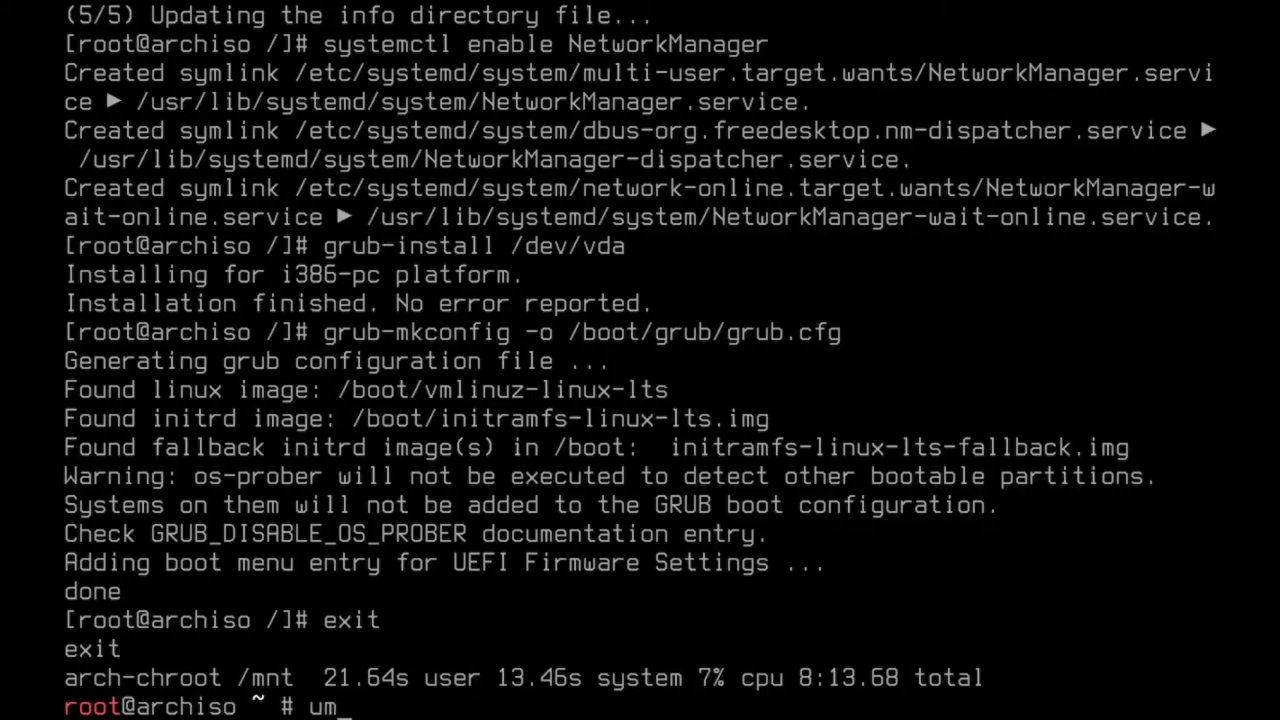 (5/5) Updating the info directory file...
[root@archiso /]# systemctl enable NetworkManager
Created symlink /etc/systemd/system/multi-user.target.wants/NetworkManager.servi
ce ► /usr/lib/systemd/system/NetworkManager.service.
Created symlink /etc/systemd/system/dbus-org.freedesktop.nm-dispatcher.service ►
 /usr/lib/systemd/system/NetworkManager-dispatcher.service.
Created symlink /etc/systemd/system/network-online.target.wants/NetworkManager-w
ait-online.service ► /usr/lib/systemd/system/NetworkManager-wait-online.service.
[root@archiso /]# grub-install /dev/vda
Installing for i386-pc platform.
Installation finished. No error reported.
[root@archiso /]# grub-mkconfig -o /boot/grub/grub.cfg
Generating grub configuration file ...
Found linux image: /boot/vmlinuz-linux-lts
Found initrd image: /boot/initramfs-linux-lts.img
Found fallback initrd image(s) in /boot:  initramfs-linux-lts-fallback.img
Warning: os-prober will not be executed to detect other bootable partitions.
Systems on them will not be added to the GRUB boot configuration.
Check GRUB_DISABLE_OS_PROBER documentation entry.
Adding boot menu entry for UEFI Firmware Settings ...
done
[root@archiso /]# exit
exit
arch-chroot /mnt  21.64s user 13.46s system 7% cpu 8:13.68 total
root@archiso ~ # um_